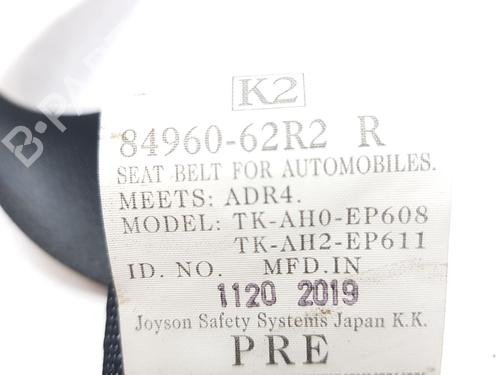 K2
84960-62R2 R
SEAT BELT FOR AUTOMOBILES.
MEETS: ADR4.
MODEL: TK-AH0-EP608
TK-AH2-EP611
ID. NO. MFD.IN
1120 2019
Joyson Safety Systems Japan K.K.
PRE